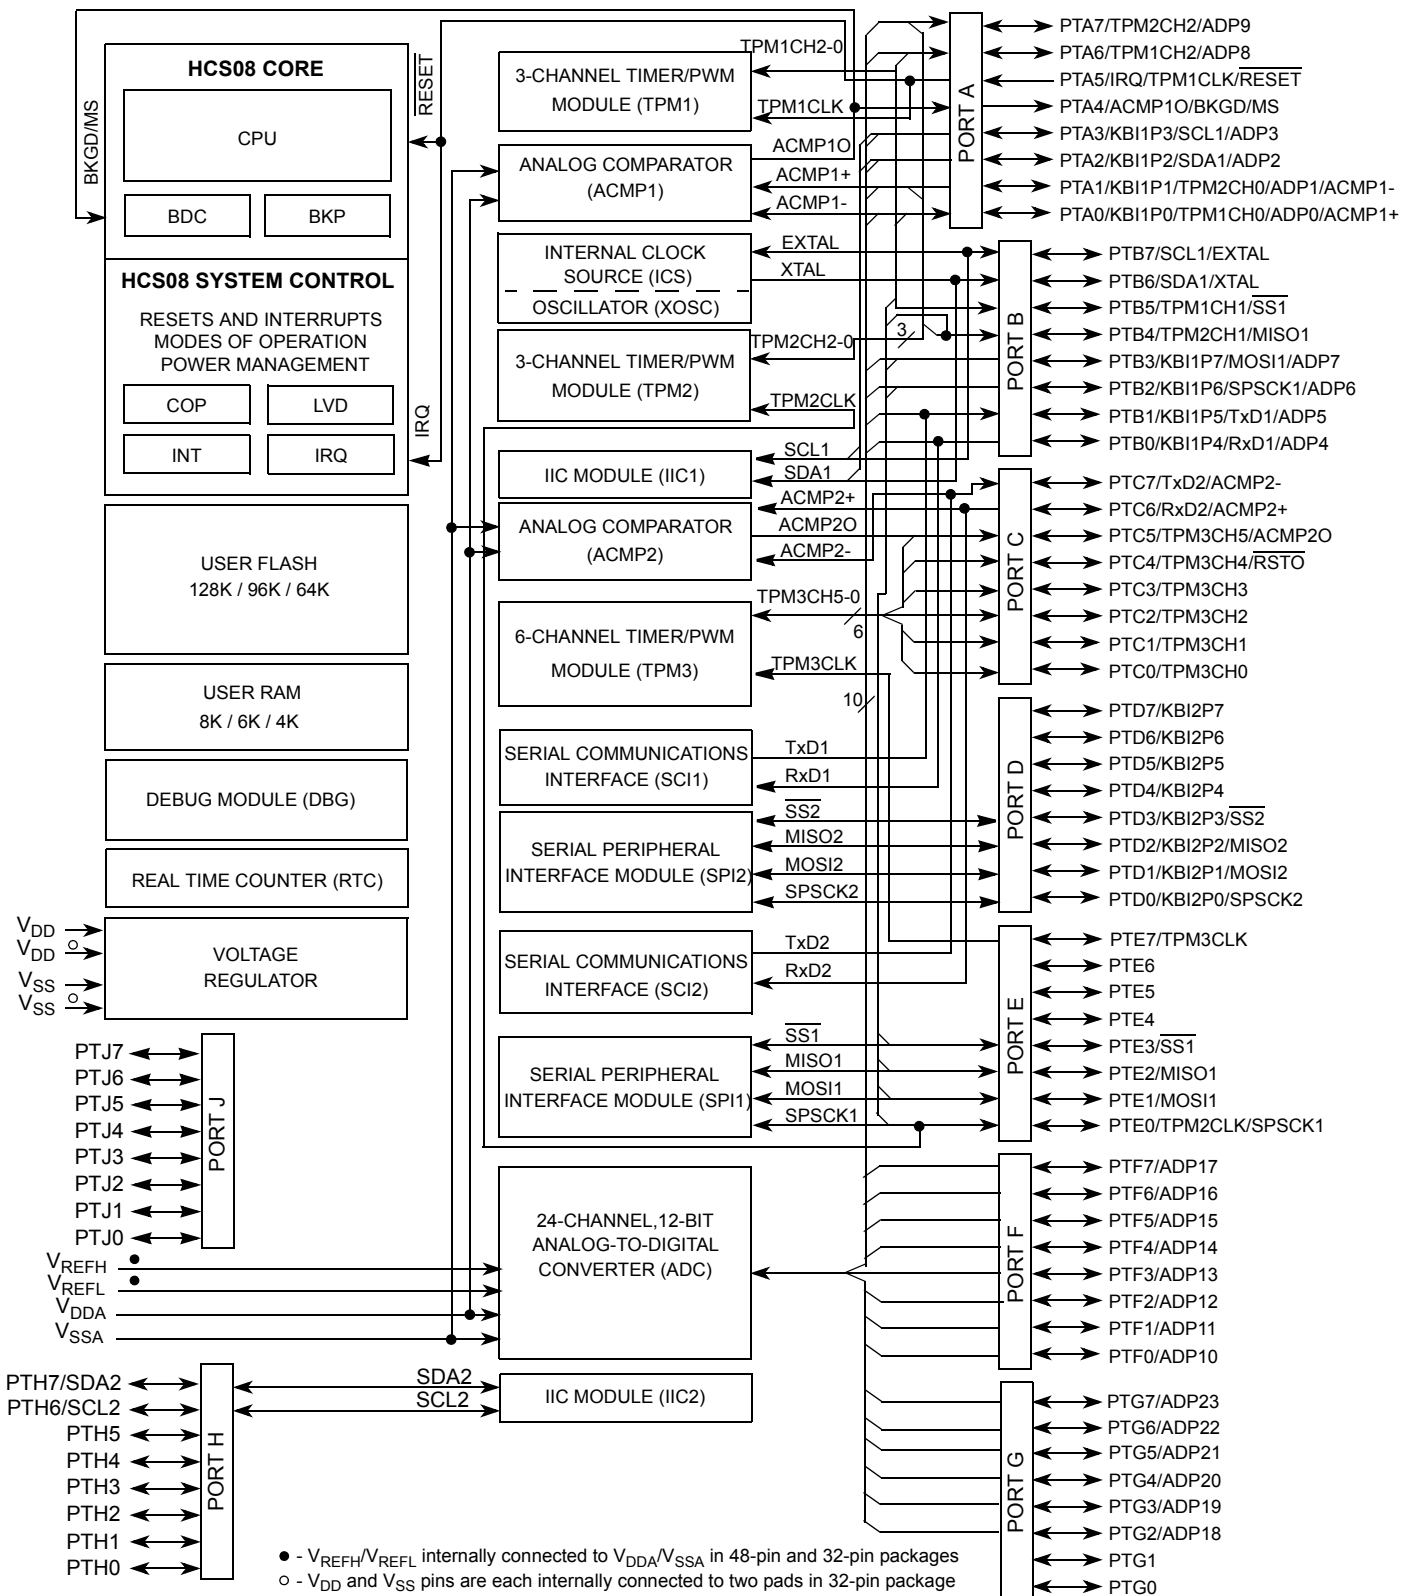 HCS08 CORE
CPU
BDC
BKP
BKGD/MS
RESET
HCS08 SYSTEM CONTROL
RESETS AND INTERRUPTS
MODES OF OPERATION
POWER MANAGEMENT
COP
LVD
INT
IRQ
IRQ
USER FLASH
128K / 96K / 64K
USER RAM
8K / 6K / 4K
DEBUG MODULE (DBG)
REAL TIME COUNTER (RTC)
VDD
VDD
VSS
VSS
VOLTAGE
REGULATOR
PTJ7
PTJ6
PTJ5
PTJ4
PTJ3
PTJ2
PTJ1
PTJ0
PORT J
VREFH
VREFL
VDDA
VSSA
PTH7/SDA2
PTH6/SCL2
PTH5
PTH4
PTH3
PTH2
PTH1
PTH0
PORT H
3-CHANNEL TIMER/PWM
MODULE (TPM1)
TPM1CH2-0
TPM1CLK
ANALOG COMPARATOR
(ACMP1)
ACMP1O
ACMP1+
ACMP1-
INTERNAL CLOCK
SOURCE (ICS)
OSCILLATOR (XOSC)
EXTAL
XTAL
3-CHANNEL TIMER/PWM
MODULE (TPM2)
TPM2CH2-0
3
TPM2CLK
IIC MODULE (IIC1)
SCL1
SDA1
ANALOG COMPARATOR
(ACMP2)
ACMP2+
ACMP2O
ACMP2-
6-CHANNEL TIMER/PWM
MODULE (TPM3)
TPM3CH5-0
6
TPM3CLK
10
SERIAL COMMUNICATIONS
INTERFACE (SCI1)
TxD1
RxD1
SERIAL PERIPHERAL
INTERFACE MODULE (SPI2)
SS2
MISO2
MOSI2
SPSCK2
SERIAL COMMUNICATIONS
INTERFACE (SCI2)
TxD2
RxD2
SERIAL PERIPHERAL
INTERFACE MODULE (SPI1)
SS1
MISO1
MOSI1
SPSCK1
24-CHANNEL,12-BIT
ANALOG-TO-DIGITAL
CONVERTER (ADC)
IIC MODULE (IIC2)
SDA2
SCL2
PORT A
PTA7/TPM2CH2/ADP9
PTA6/TPM1CH2/ADP8
PTA5/IRQ/TPM1CLK/RESET
PTA4/ACMP1O/BKGD/MS
PTA3/KBI1P3/SCL1/ADP3
PTA2/KBI1P2/SDA1/ADP2
PTA1/KBI1P1/TPM2CH0/ADP1/ACMP1-
PTA0/KBI1P0/TPM1CH0/ADP0/ACMP1+
PORT B
PTB7/SCL1/EXTAL
PTB6/SDA1/XTAL
PTB5/TPM1CH1/SS1
PTB4/TPM2CH1/MISO1
PTB3/KBI1P7/MOSI1/ADP7
PTB2/KBI1P6/SPSCK1/ADP6
PTB1/KBI1P5/TxD1/ADP5
PTB0/KBI1P4/RxD1/ADP4
PORT C
PTC7/TxD2/ACMP2-
PTC6/RxD2/ACMP2+
PTC5/TPM3CH5/ACMP2O
PTC4/TPM3CH4/RSTO
PTC3/TPM3CH3
PTC2/TPM3CH2
PTC1/TPM3CH1
PTC0/TPM3CH0
PORT D
PTD7/KBI2P7
PTD6/KBI2P6
PTD5/KBI2P5
PTD4/KBI2P4
PTD3/KBI2P3/SS2
PTD2/KBI2P2/MISO2
PTD1/KBI2P1/MOSI2
PTD0/KBI2P0/SPSCK2
PORT E
PTE7/TPM3CLK
PTE6
PTE5
PTE4
PTE3/SS1
PTE2/MISO1
PTE1/MOSI1
PTE0/TPM2CLK/SPSCK1
PORT F
PTF7/ADP17
PTF6/ADP16
PTF5/ADP15
PTF4/ADP14
PTF3/ADP13
PTF2/ADP12
PTF1/ADP11
PTF0/ADP10
PORT G
PTG7/ADP23
PTG6/ADP22
PTG5/ADP21
PTG4/ADP20
PTG3/ADP19
PTG2/ADP18
PTG1
PTG0
● - VREFH/VREFL internally connected to VDDA/VSSA in 48-pin and 32-pin packages
○ - VDD and VSS pins are each internally connected to two pads in 32-pin package